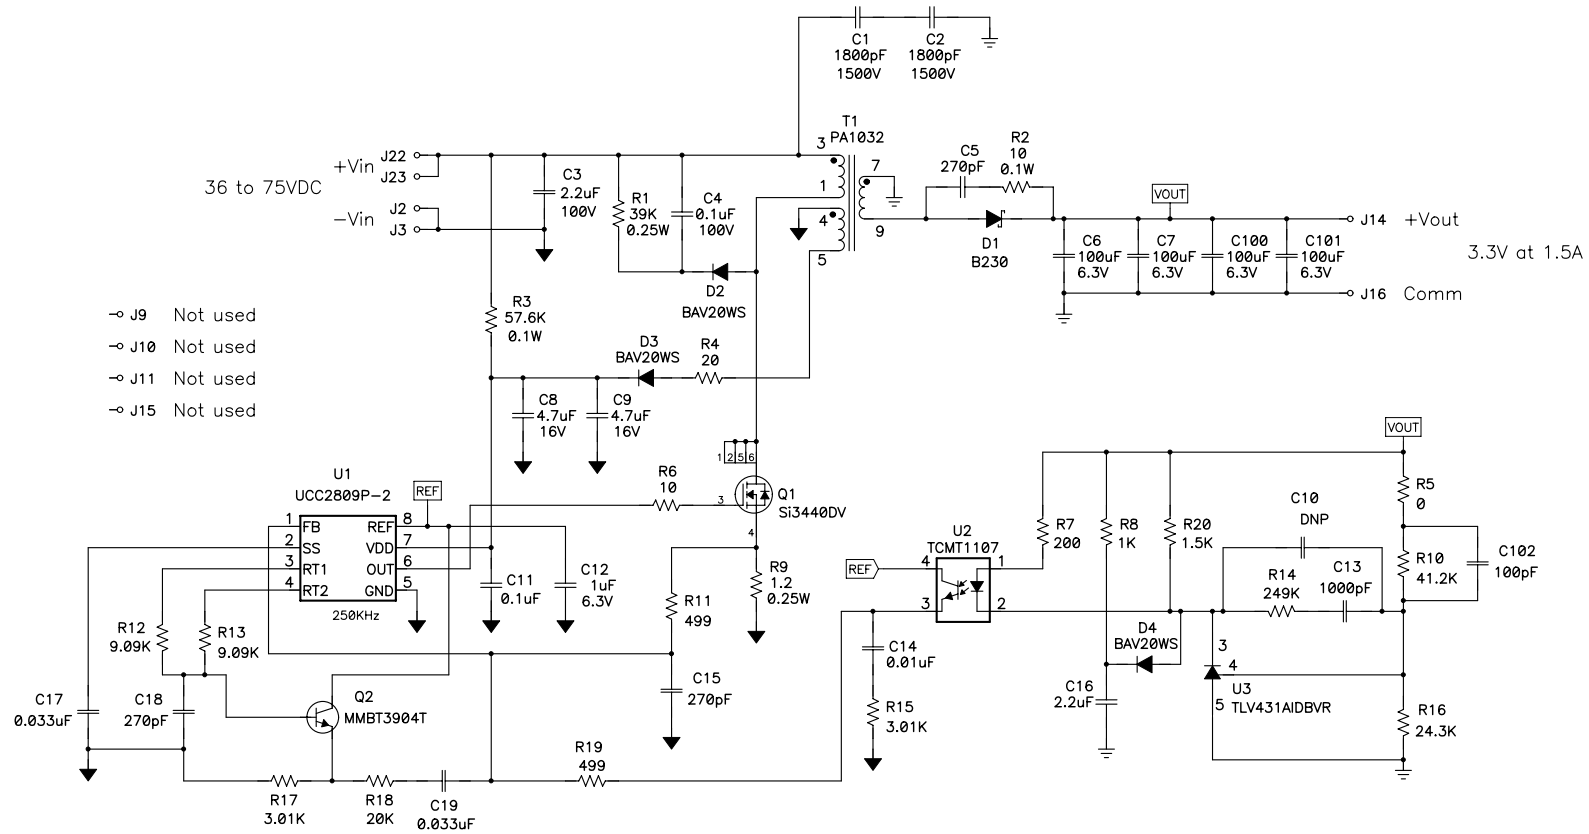 C1
1800pF
1500V
C2
1800pF
1500V
T1
PA1032
3
1
4
5
7
9
36 to 75VDC
+Vin
-Vin
J22
J23
J2
J3
C3
2.2uF
100V
R1
39K
0.25W
C4
0.1uF
100V
D2
BAV20WS
C5
270pF
R2
10
0.1W
D1
B230
VOUT
C6
100uF
6.3V
C7
100uF
6.3V
C100
100uF
6.3V
C101
100uF
6.3V
J14
+Vout
3.3V at 1.5A
J16
Comm
J9 Not used
J10 Not used
J11 Not used
J15 Not used
R3
57.6K
0.1W
D3
BAV20WS
R4
20
C8
4.7uF
16V
C9
4.7uF
16V
1 2 5 6
3
4
Q1
Si3440DV
R6
10
U1
UCC2809P-2
1 FB
2 SS
3 RT1
4 RT2
REF 8
VDD 7
OUT 6
GND 5
250KHz
REF
C11
0.1uF
C12
1uF
6.3V
R9
1.2
0.25W
R11
499
C15
270pF
R12
9.09K
R13
9.09K
C17
0.033uF
C18
270pF
Q2
MMBT3904T
R17
3.01K
R18
20K
C19
0.033uF
R19
499
REF
U2
TCMT1107
4
3
1
2
C14
0.01uF
R15
3.01K
VOUT
R7
200
R8
1K
R20
1.5K
C10
DNP
R14
249K
C13
1000pF
R5
0
R10
41.2K
C102
100pF
D4
BAV20WS
C16
2.2uF
3
4
5
U3
TLV431AIDBVR
R16
24.3K